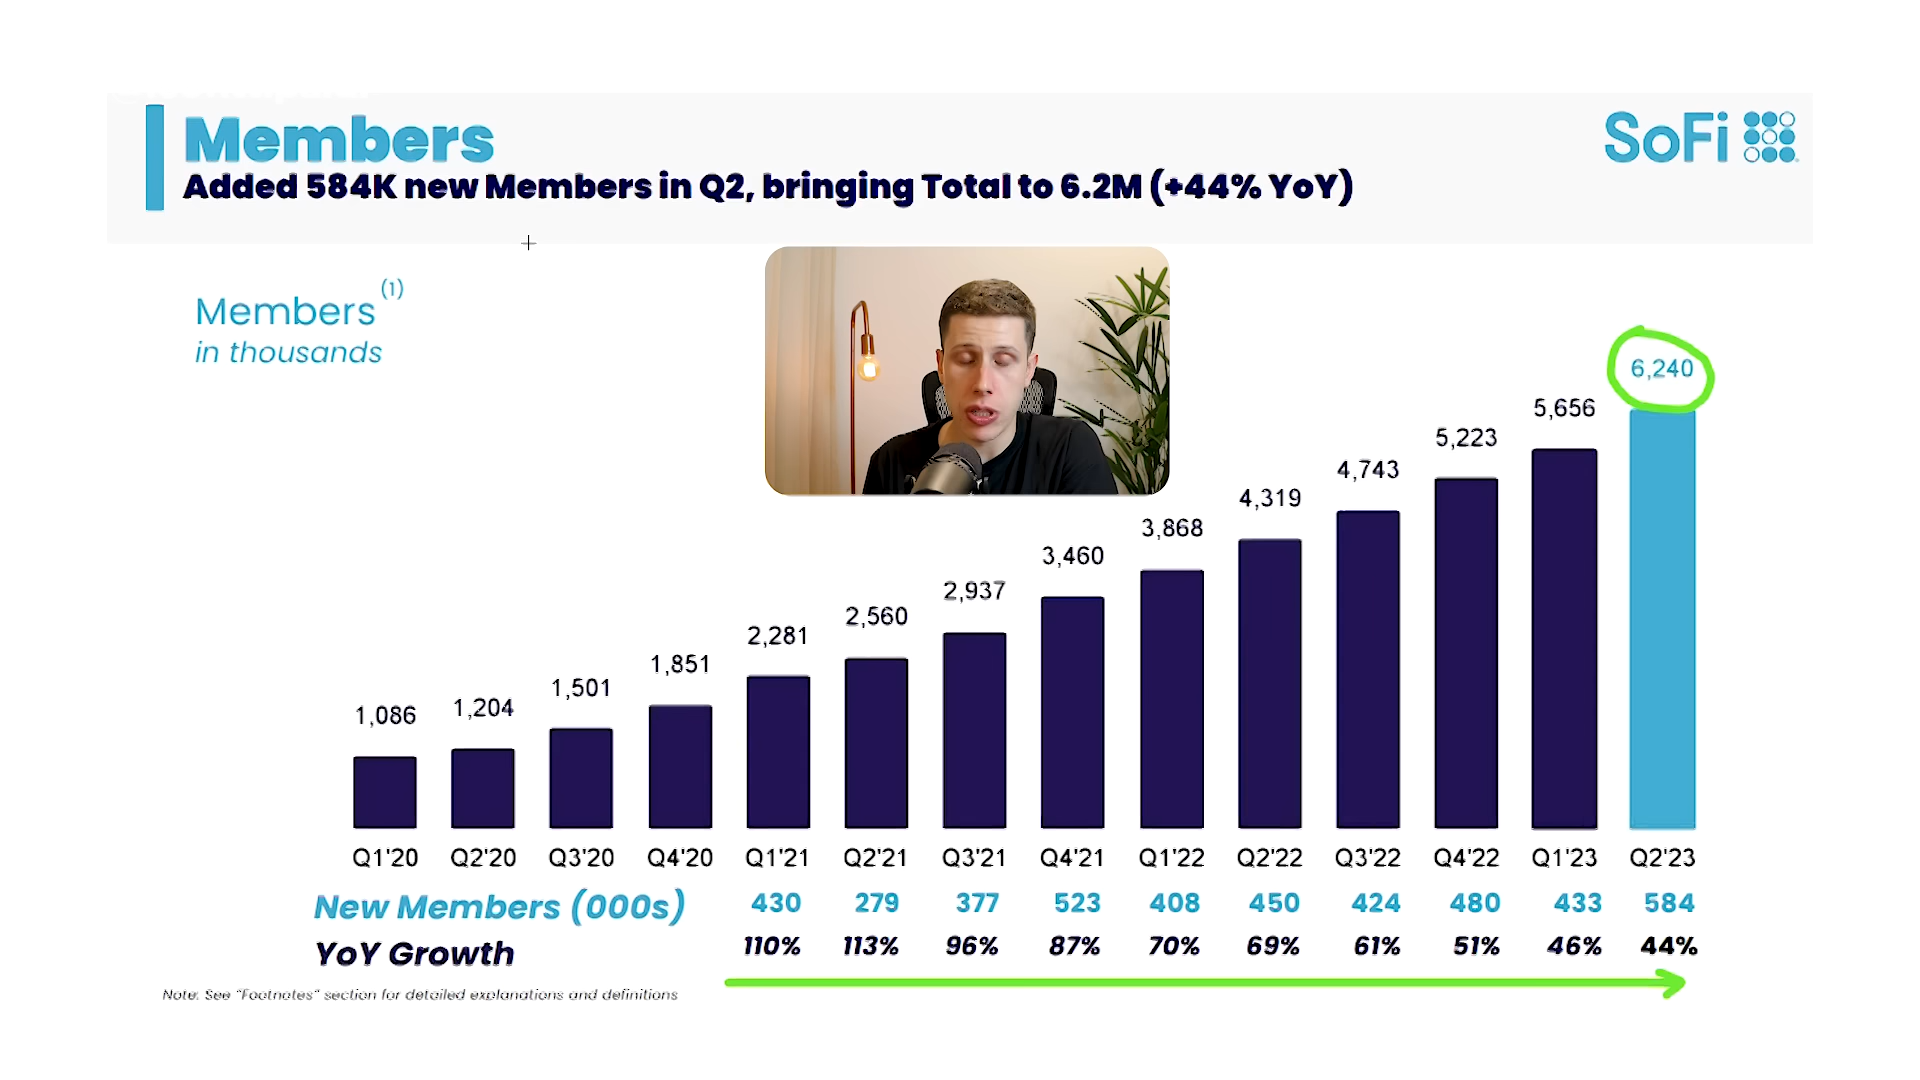 Members
SoFi
Added 584K new Members in Q2, bringing Total to 6.2M (+44% YoY)
Members (1)
in thousands
1,086
1,204
1,501
1,851
2,281
2,560
2,937
3,460
3,868
4,319
4,743
5,223
5,656
6,240
Q1'20 Q2'20 Q3'20 Q4'20 Q1'21 Q2'21 Q3'21 Q4'21 Q1'22 Q2'22 Q3'22 Q4'22 Q1'23 Q2'23
New Members (000s) 430 279 377 523 408 450 424 480 433 584
YoY Growth 110% 113% 96% 87% 70% 69% 61% 51% 46% 44%
Note: See "Footnotes" section for detailed explanations and definitions